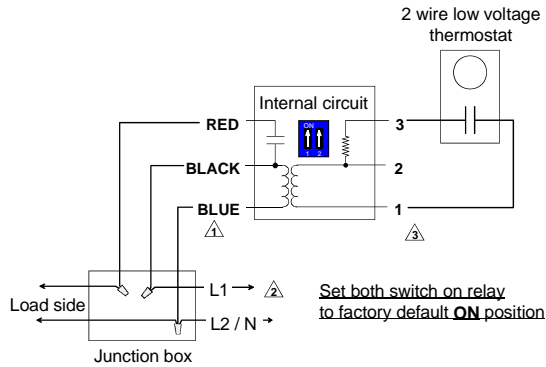 2 wire low voltage
thermostat
Internal circuit
ON
1 2
RED
BLACK
BLUE
1
3
2
1
3
L1
2
Load side
L2 / N
Junction box
Set both switch on relay
to factory default ON position